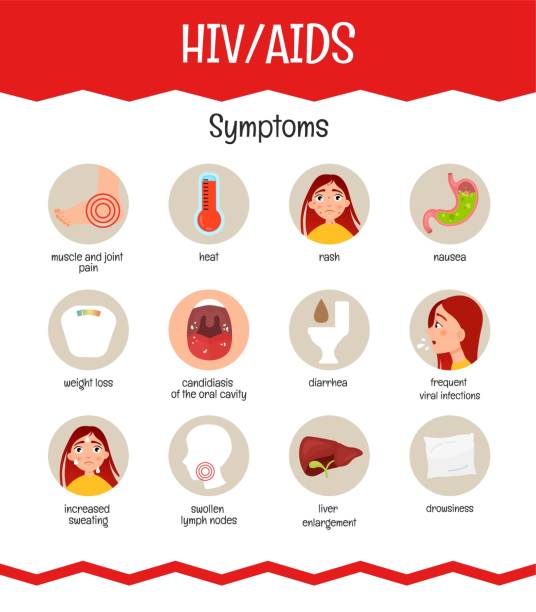 HIV/AIDS
Symptoms
muscle and joint
pain
heat
rash
nausea
weight loss
candidiasis
of the oral cavity
diarrhea
frequent
viral infections
increased
sweating
swollen
lymph nodes
liver
enlargement
drowsiness